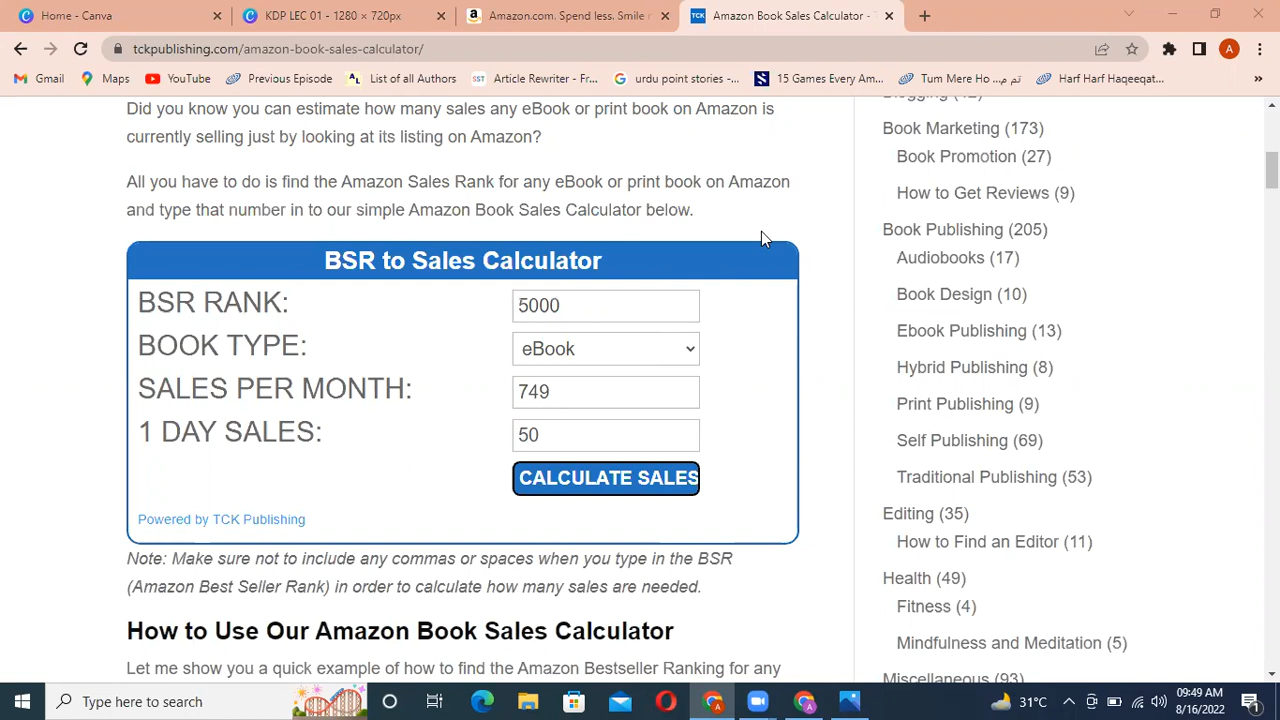 Home - Canva
KDP LEC 01 - 1280 × 720px
Amazon.com. Spend less. Smile
Amazon Book Sales Calculator -
tckpublishing.com/amazon-book-sales-calculator/
A
Gmail
Maps
YouTube
Previous Episode
List of all Authors
Article Rewriter - Fr...
urdu point stories -...
15 Games Every Am...
Tum Mere Ho ... تم م
Harf Harf Haqeeqat...
Did you know you can estimate how many sales any eBook or print book on Amazon is
currently selling just by looking at its listing on Amazon?
All you have to do is find the Amazon Sales Rank for any eBook or print book on Amazon
and type that number in to our simple Amazon Book Sales Calculator below.
BSR to Sales Calculator
BSR RANK: 5000
BOOK TYPE: eBook
SALES PER MONTH: 749
1 DAY SALES: 50
CALCULATE SALES
Powered by TCK Publishing
Note: Make sure not to include any commas or spaces when you type in the BSR
(Amazon Best Seller Rank) in order to calculate how many sales are needed.
How to Use Our Amazon Book Sales Calculator
Let me show you a quick example of how to find the Amazon Bestseller Ranking for any
Book Marketing (173)
Book Promotion (27)
How to Get Reviews (9)
Book Publishing (205)
Audiobooks (17)
Book Design (10)
Ebook Publishing (13)
Hybrid Publishing (8)
Print Publishing (9)
Self Publishing (69)
Traditional Publishing (53)
Editing (35)
How to Find an Editor (11)
Health (49)
Fitness (4)
Mindfulness and Meditation (5)
Miscellaneous (93)
Type here to search
31°C
09:49 AM
8/16/2022